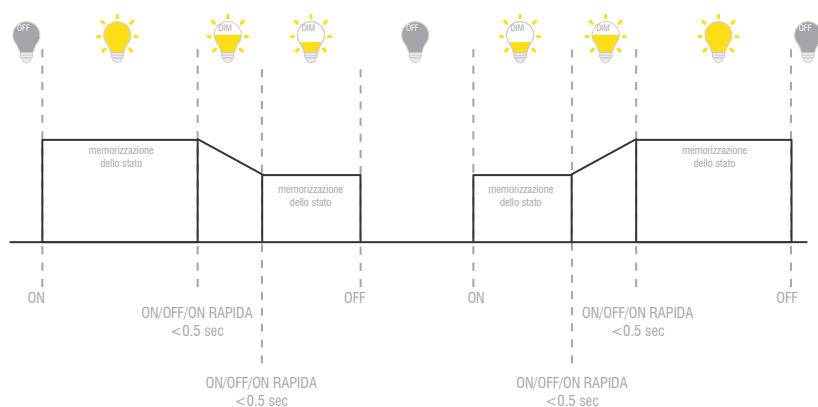 OFF
DIM
DIM
OFF
DIM
DIM
OFF
memorizzazione
dello stato
memorizzazione
dello stato
memorizzazione
dello stato
memorizzazione
dello stato
ON
OFF
ON
OFF
ON/OFF/ON RAPIDA
<0.5 sec
ON/OFF/ON RAPIDA
<0.5 sec
ON/OFF/ON RAPIDA
<0.5 sec
ON/OFF/ON RAPIDA
<0.5 sec